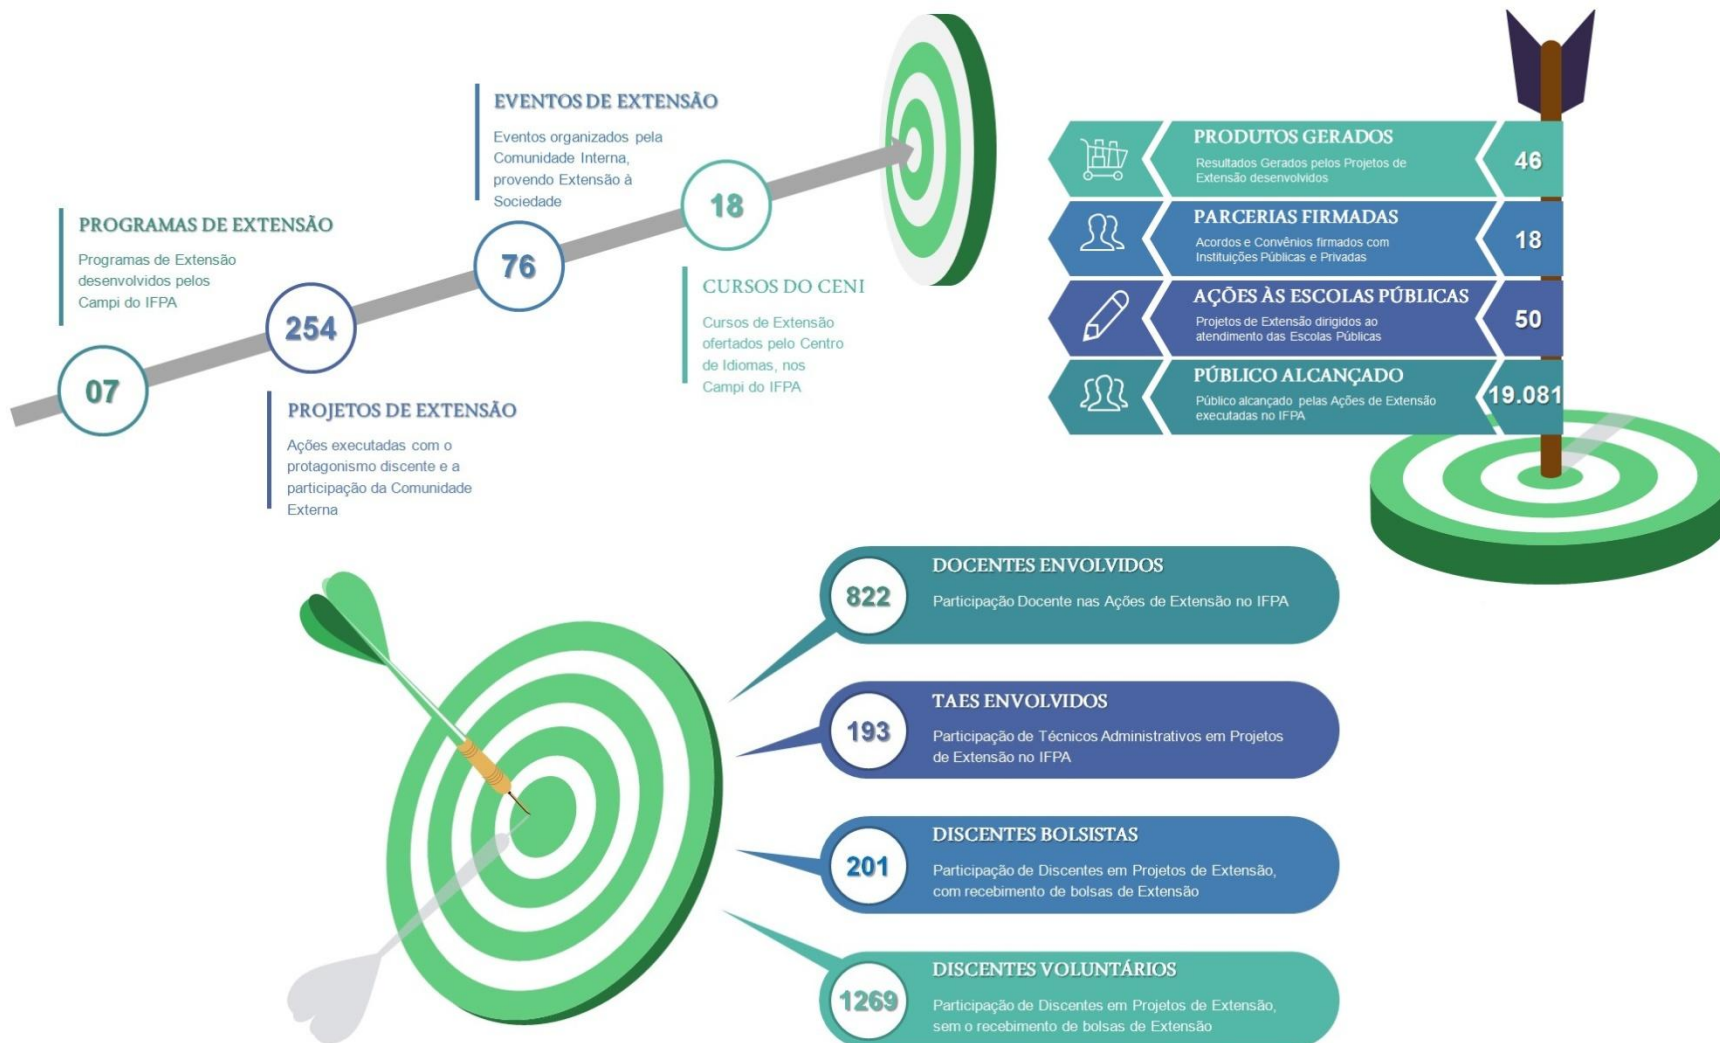 PROGRAMAS DE EXTENSÃO
Programas de Extensão
desenvolvidos pelos
Campi do IFPA
07
254
PROJETOS DE EXTENSÃO
Ações executadas com o
protagonismo discente e a
participação da Comunidade
Externa
EVENTOS DE EXTENSÃO
Eventos organizados pela
Comunidade Interna,
provendo Extensão à
Sociedade
76
18
CURSOS DO CENI
Cursos de Extensão
ofertados pelo Centro
de Idiomas, nos
Campi do IFPA
PRODUTOS GERADOS
Resultados Gerados pelos Projetos de
Extensão desenvolvidos
46
PARCERIAS FIRMADAS
Acordos e Convênios firmados com
Instituições Públicas e Privadas
18
AÇÕES ÀS ESCOLAS PÚBLICAS
Projetos de Extensão dirigidos ao
atendimento das Escolas Públicas
50
PÚBLICO ALCANÇADO
Público alcançado pelas Ações de Extensão
executadas no IFPA
19.081
822
DOCENTES ENVOLVIDOS
Participação Docente nas Ações de Extensão no IFPA
193
TAES ENVOLVIDOS
Participação de Técnicos Administrativos em Projetos
de Extensão no IFPA
201
DISCENTES BOLSISTAS
Participação de Discentes em Projetos de Extensão,
com recebimento de bolsas de Extensão
1269
DISCENTES VOLUNTÁRIOS
Participação de Discentes em Projetos de Extensão,
sem o recebimento de bolsas de Extensão